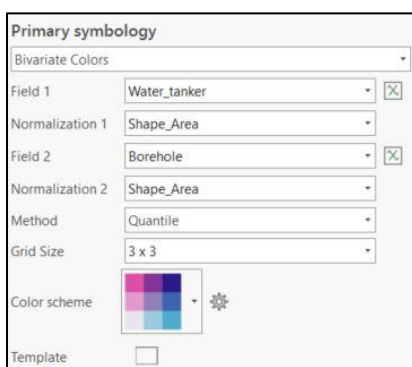 Primary symbology
Bivariate Colors
Field 1 Water_tanker
Normalization 1 Shape_Area
Field 2 Borehole
Normalization 2 Shape_Area
Method Quantile
Grid Size 3 x 3
Color scheme
Template